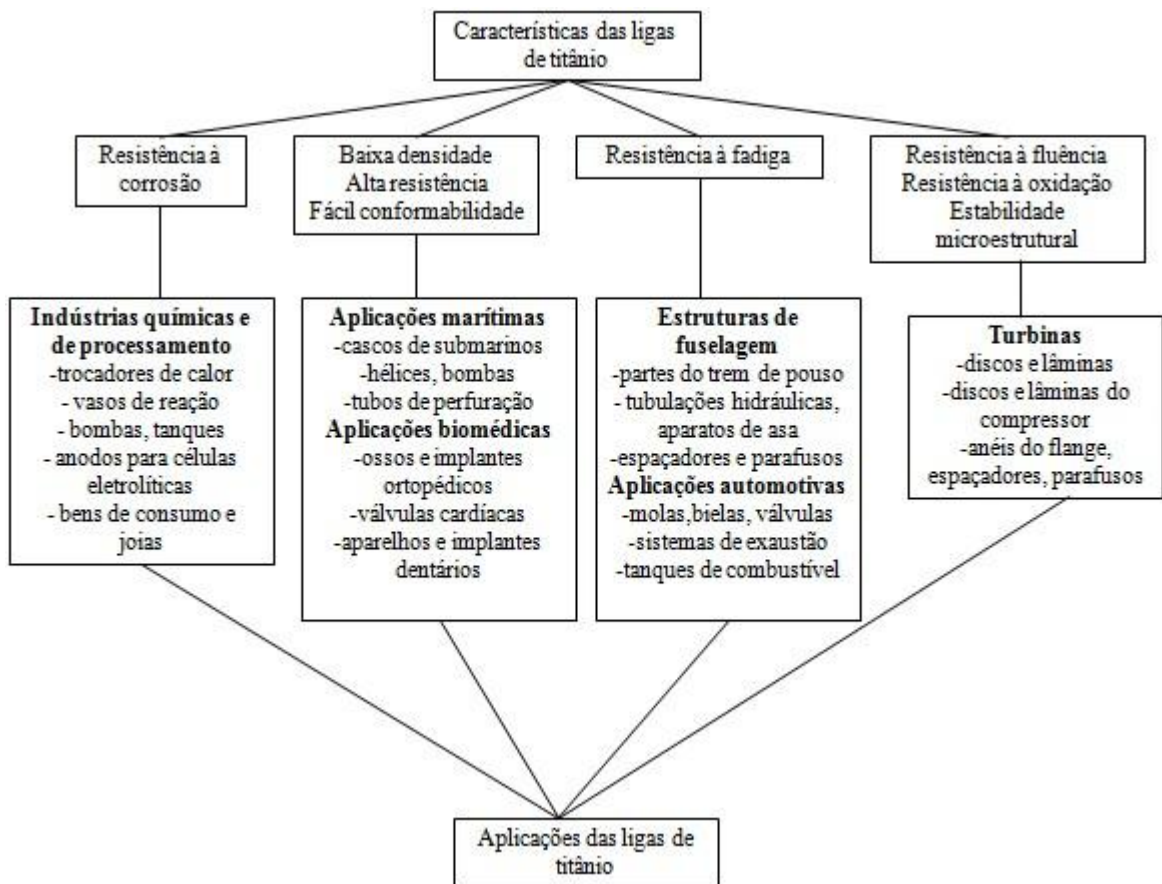 Características das ligas
de titânio
Resistência à
corrosão
Baixa densidade
Alta resistência
Fácil conformabilidade
Resistência à fadiga
Resistência à fluência
Resistência à oxidação
Estabilidade
microestrutural
Indústrias químicas e
de processamento
-trocadores de calor
- vasos de reação
- bombas, tanques
- anodos para células
eletrolíticas
- bens de consumo e
joias
Aplicações marítimas
-cascos de submarinos
-hélices, bombas
-tubos de perfuração
Aplicações biomédicas
-ossos e implantes
ortopédicos
-válvulas cardíacas
-aparelhos e implantes
dentários
Estruturas de
fuselagem
-partes do trem de pouso
- tubulações hidráulicas,
aparatos de asa
-espaçadores e parafusos
Aplicações automotivas
-molas,bielas, válvulas
-sistemas de exaustão
-tanques de combustível
Turbinas
-discos e lâminas
-discos e lâminas do
compressor
-anéis do flange,
espaçadores, parafusos
Aplicações das ligas de
titânio